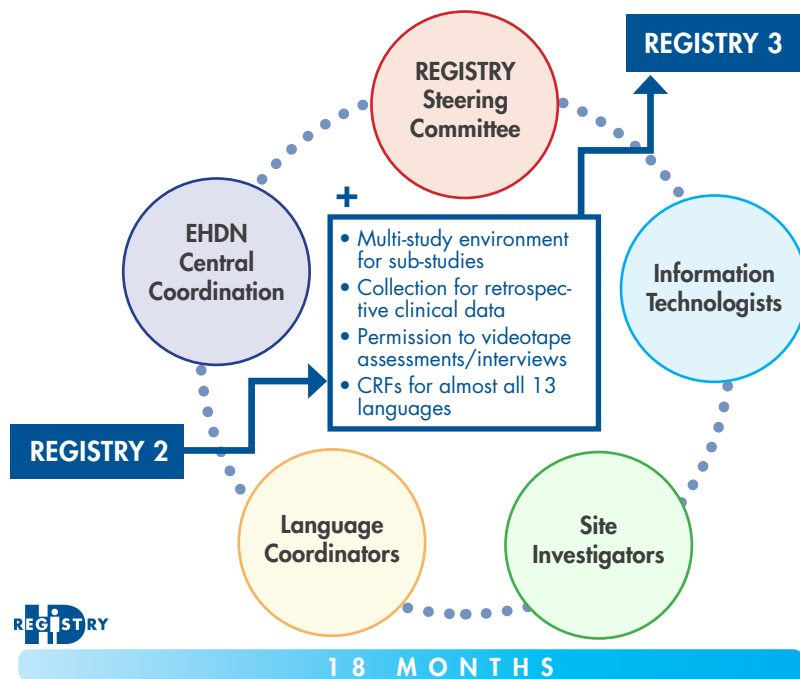 REGISTRY 3
REGISTRY
Steering
Committee
EHDN
Central
Coordination
+
• Multi-study environment
for sub-studies
• Collection for retrospec-
tive clinical data
• Permission to videotape
assessments/interviews
• CRFs for almost all 13
languages
Information
Technologists
REGISTRY 2
Language
Coordinators
Site
Investigators
HD
REGiSTRY
18 MONTHS